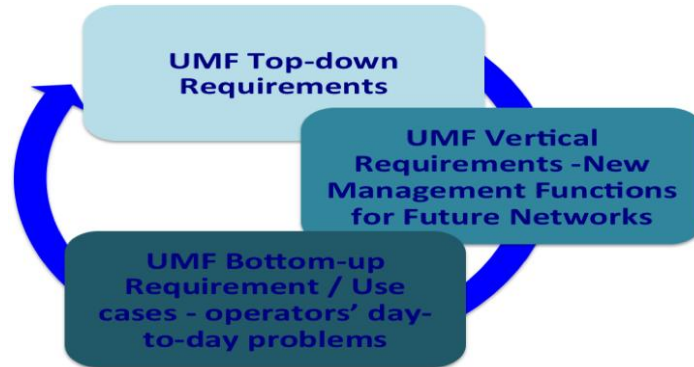 UMF Top-down
Requirements
UMF Vertical
Requirements -New
Management Functions
for Future Networks
UMF Bottom-up
Requirement / Use
cases - operators’ day-
to-day problems